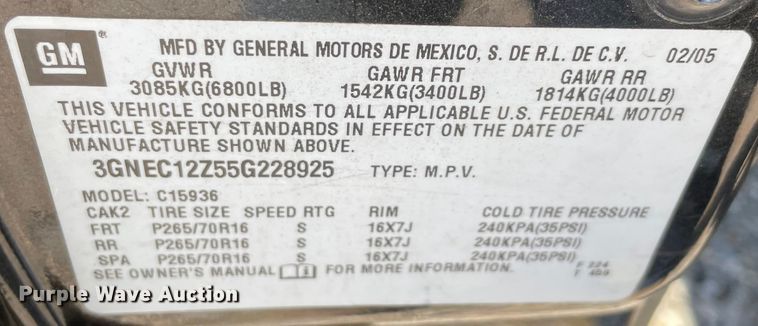 GM ®
MFD BY GENERAL MOTORS DE MEXICO, S. DE R.L. DE C.V. 02/05
GVWR GAWR FRT GAWR RR
3085KG(6800LB) 1542KG(3400LB) 1814KG(4000LB)
THIS VEHICLE CONFORMS TO ALL APPLICABLE U.S. FEDERAL MOTOR
VEHICLE SAFETY STANDARDS IN EFFECT ON THE DATE OF
MANUFACTURE SHOWN ABOVE.
3GNEC12Z55G228925 TYPE: M.P.V.
MODEL: C15936
CAK2 TIRE SIZE SPEED RTG RIM COLD TIRE PRESSURE
FRT P265/70R16 S 16X7J 240KPA(35PSI)
RR P265/70R16 S 16X7J 240KPA(35PSI)
SPA P265/70R16 S 16X7J 240KPA(35PSI)
SEE OWNER'S MANUAL FOR MORE INFORMATION.
Purple Wave Auction